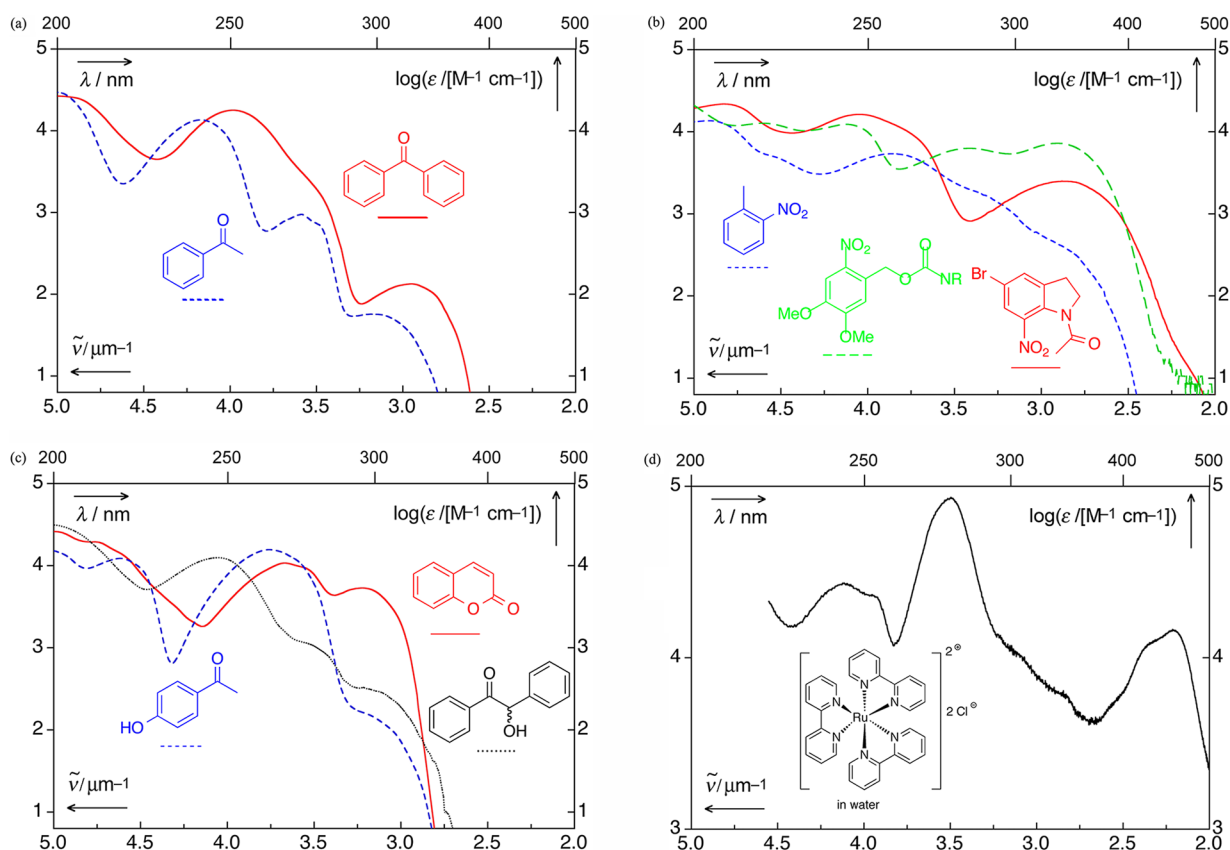 (a)
200 250 300 400 500
5 5
λ / nm log(ε /[M–1 cm–1])
4 4
O
O
3 3
2 2
ṽ/μm–1
1 1
5.0 4.5 4.0 3.5 3.0 2.5 2.0
(b)
200 250 300 400 500
5 5
λ / nm log(ε /[M–1 cm–1])
4 4
3 3
NO2
NO2 O
O NR
MeO
OMe
Br
N
NO2 O
2 2
ṽ/μm–1
1 1
5.0 4.5 4.0 3.5 3.0 2.5 2.0
(c)
200 250 300 400 500
5 5
λ / nm log(ε /[M–1 cm–1])
4 4
O O
3 3
O
HO
O
OH
2 2
ṽ/μm–1
1 1
5.0 4.5 4.0 3.5 3.0 2.5 2.0
(d)
200 250 300 400 500
5 5
λ / nm log(ε /[M–1 cm–1])
4 4
2⊕
N N
N N
Ru
N N
2 Cl⊖
in water
ṽ/μm–1
3 3
5.0 4.5 4.0 3.5 3.0 2.5 2.0